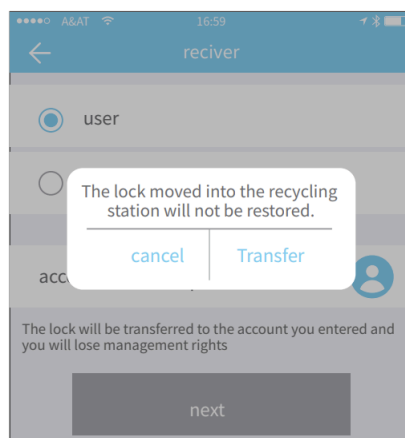 A&AT 16:59
reciver
user
The lock moved into the recycling
station will not be restored.
cancel Transfer
acc
The lock will be transferred to the account you entered and
you will lose management rights
next